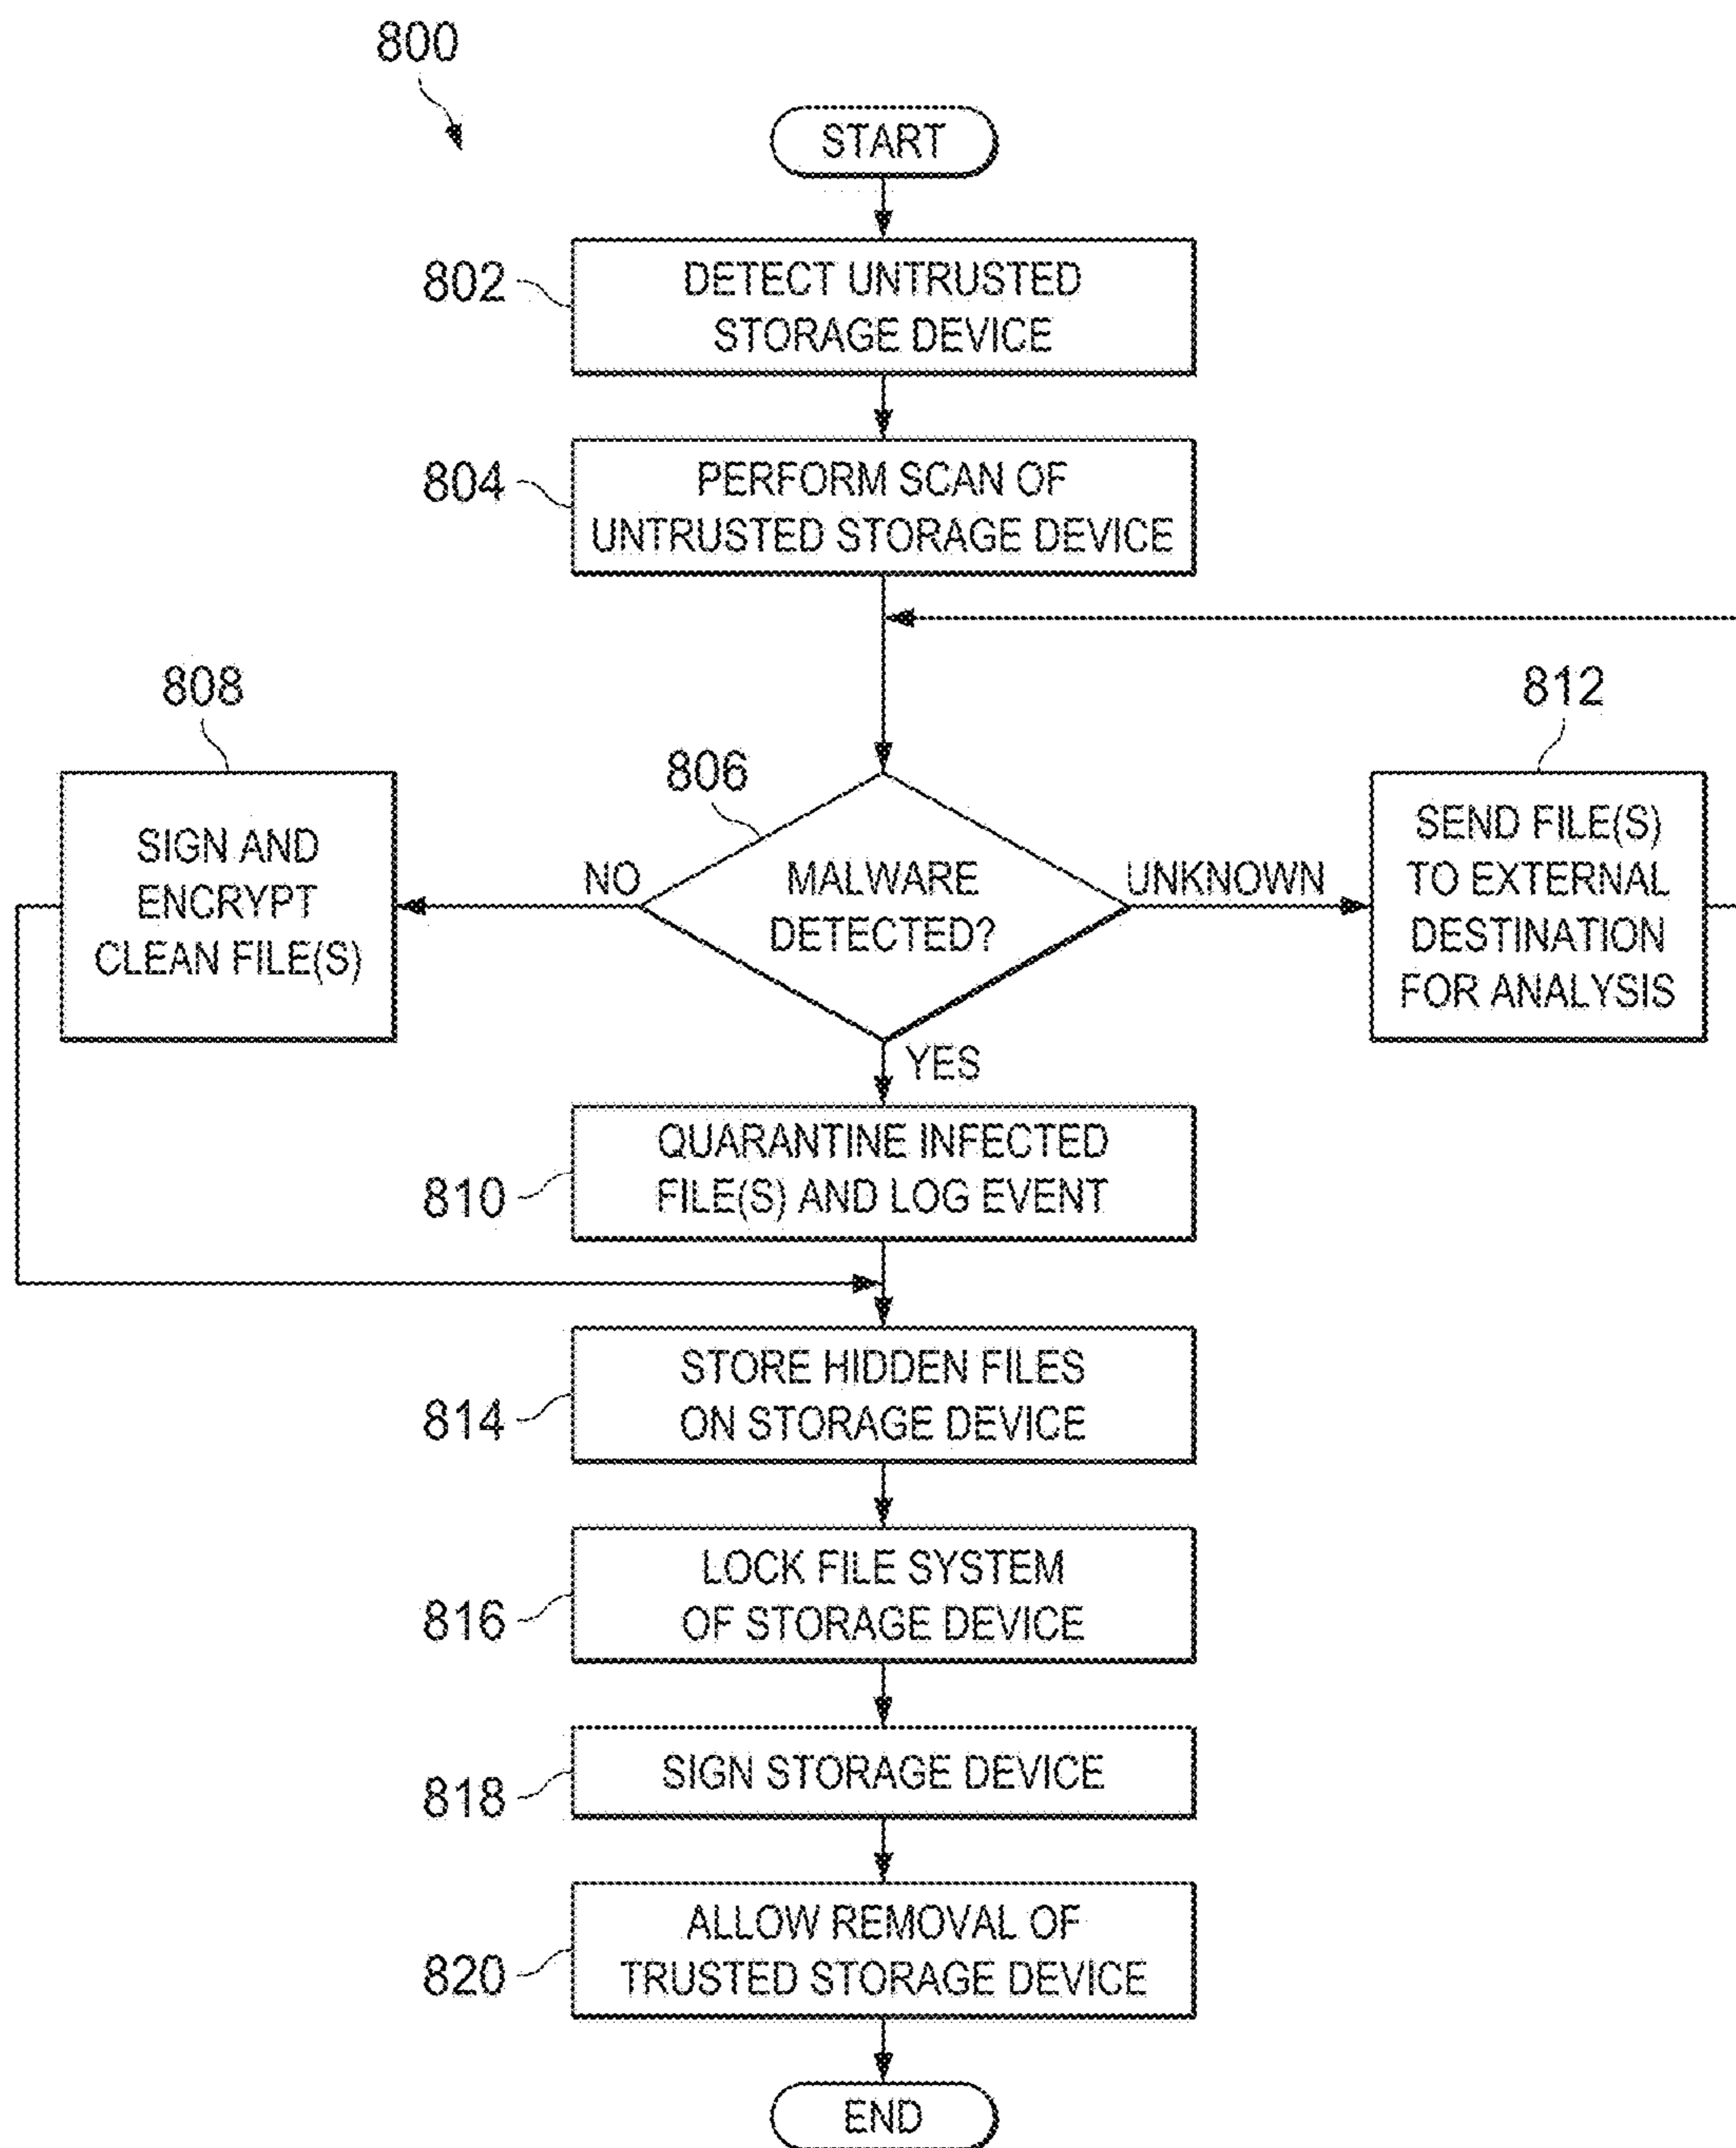 800
START
802
DETECT UNTRUSTED
STORAGE DEVICE
804
PERFORM SCAN OF
UNTRUSTED STORAGE DEVICE
808
SIGN AND
ENCRYPT
CLEAN FILE(S)
806
NO
MALWARE
DETECTED?
UNKNOWN
YES
812
SEND FILE(S)
TO EXTERNAL
DESTINATION
FOR ANALYSIS
810
QUARANTINE INFECTED
FILE(S) AND LOG EVENT
814
STORE HIDDEN FILES
ON STORAGE DEVICE
816
LOCK FILE SYSTEM
OF STORAGE DEVICE
818
SIGN STORAGE DEVICE
820
ALLOW REMOVAL OF
TRUSTED STORAGE DEVICE
END